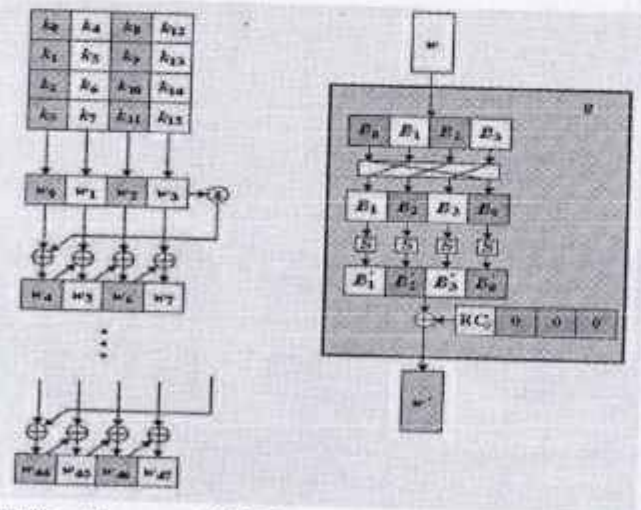 k₀ k₄ k₈ k₁₂
k₁ k₅ k₉ k₁₃
k₂ k₆ k₁₀ k₁₄
k₃ k₇ k₁₁ k₁₅
w₀ w₁ w₂ w₃ g
w₄ w₅ w₆ w₇
w₄₄ w₄₅ w₄₆ w₄₇
w
g
B₀ B₁ B₂ B₃
B₁ B₂ B₃ B₀
S S S S
B₁′ B₂′ B₃′ B₀′
RCⱼ 0 0 0
w′